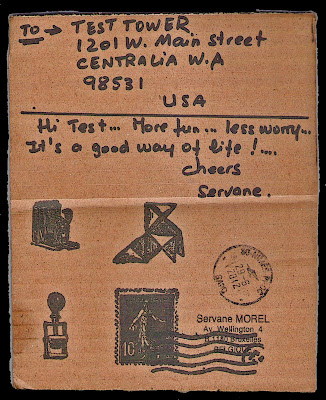 TO → TEST TOWER
1201 W. Main Street
CENTRALIA W.A
98531
USA
Hi Test... More fun... less worry...
It's a good way of life !....
Cheers
Servane.
10
Servane MOREL
Av. Wellington 4